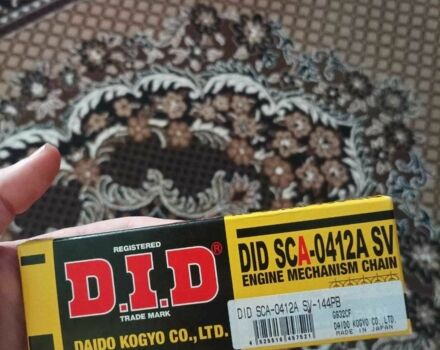 REGISTERED
D.I.D®
TRADE MARK
DAIDO KOGYO CO., LTD.
DID SCA-0412A SV
ENGINE MECHANISM CHAIN
DID SCA-0412A SV-144PB
DAIDO KOGYO CO., LTD.
MADE IN JAPAN